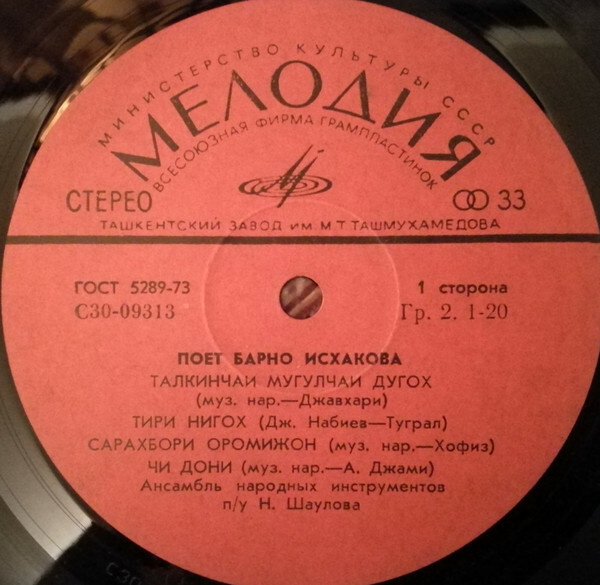 МИНИСТЕРСТВО КУЛЬТУРЫ СССР
МЕЛОДИЯ
ВСЕСОЮЗНАЯ ФИРМА ГРАМПЛАСТИНОК
СТЕРЕО 33
ТАШКЕНТСКИЙ ЗАВОД ИМ. М.Т ТАШМУХАМЕДОВА
ГОСТ 5289-73 1 сторона
С30-09313 Гр. 2. 1-20
ПОЕТ БАРНО ИСХАКОВА
ТАЛКИНЧАИ МУГУЛЧАИ ДУГОХ
(муз. нар.—Джавхари)
ТИРИ НИГОХ (Дж. Набиев—Туграл)
САРАХБОРИ ОРОМИЖОН (муз. нар.—Хофиз)
ЧИ ДОНИ (муз. нар.—А. Джами)
Ансамбль народных инструментов
п/у Н. Шаулова